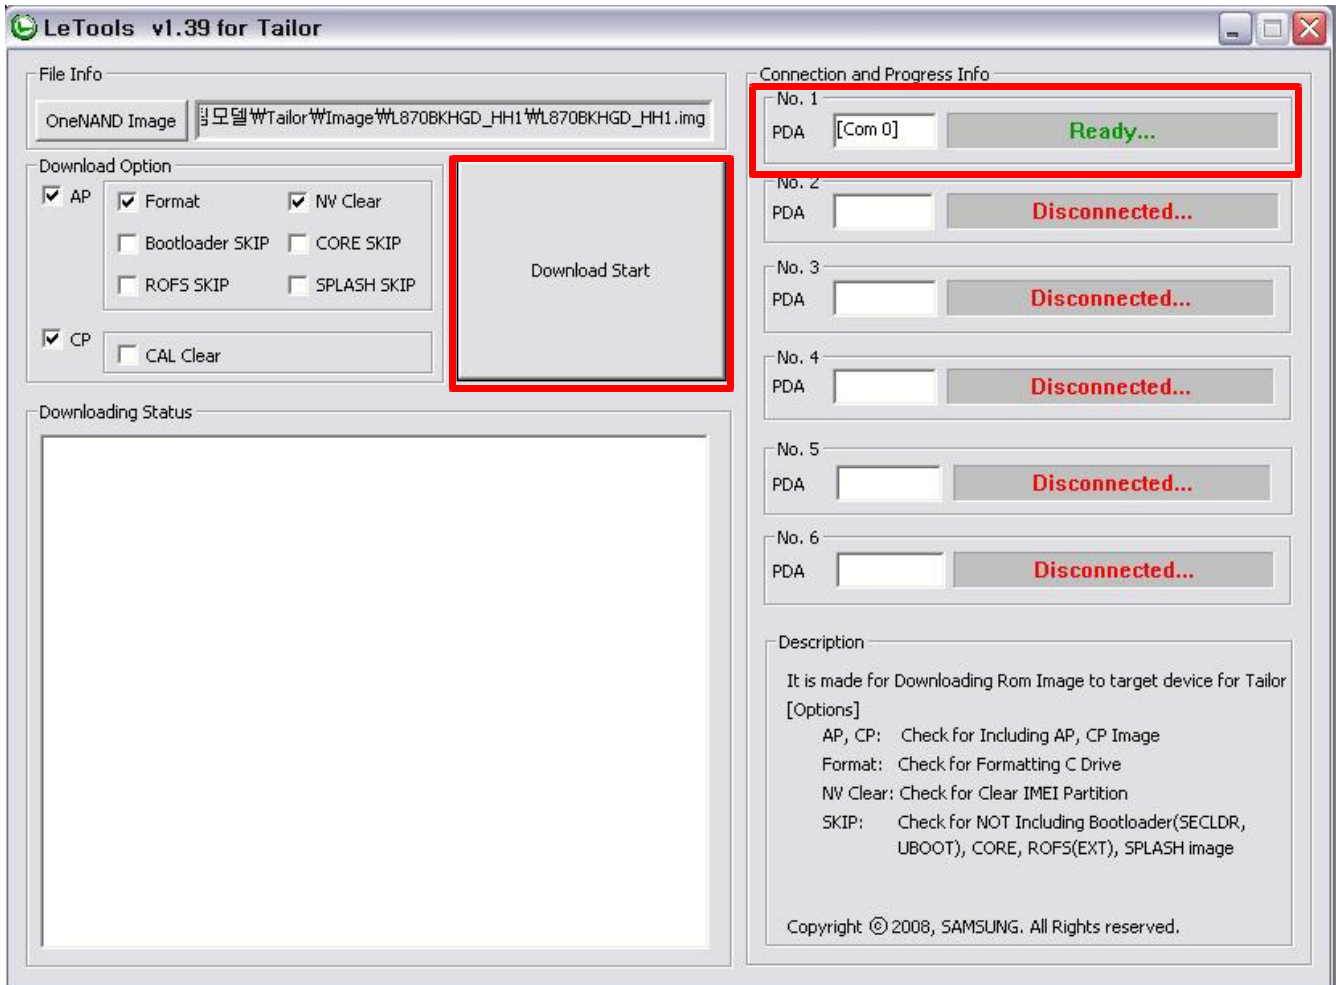 LeTools v1.39 for Tailor
File Info
OneNAND Image
모델₩Tailor₩Image₩L870BKHGD_HH1₩L870BKHGD_HH1.img
Download Option
AP
Format
NV Clear
Bootloader SKIP
CORE SKIP
ROFS SKIP
SPLASH SKIP
CP
CAL Clear
Download Start
Downloading Status
Connection and Progress Info
No. 1
PDA [Com 0] Ready...
No. 2
PDA Disconnected...
No. 3
PDA Disconnected...
No. 4
PDA Disconnected...
No. 5
PDA Disconnected...
No. 6
PDA Disconnected...
Description
It is made for Downloading Rom Image to target device for Tailor
[Options]
AP, CP: Check for Including AP, CP Image
Format: Check for Formatting C Drive
NV Clear: Check for Clear IMEI Partition
SKIP: Check for NOT Including Bootloader(SECLDR,
UBOOT), CORE, ROFS(EXT), SPLASH image
Copyright ⓒ 2008, SAMSUNG. All Rights reserved.